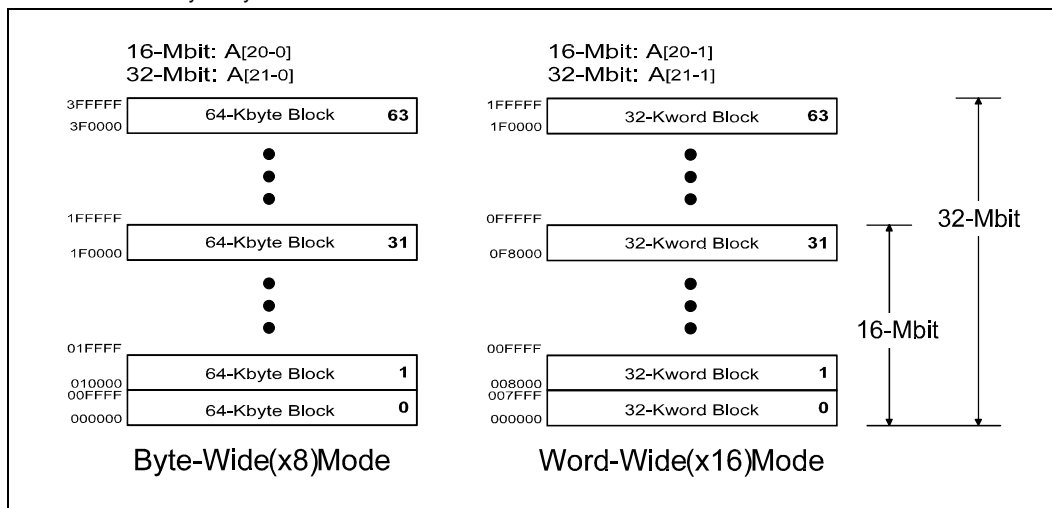 16-Mbit: A[20-0]
32-Mbit: A[21-0]
3FFFFF
64-Kbyte Block 63
3F0000
1FFFFF
64-Kbyte Block 31
1F0000
01FFFF
64-Kbyte Block 1
010000
00FFFF
64-Kbyte Block 0
000000
Byte-Wide(x8)Mode
16-Mbit: A[20-1]
32-Mbit: A[21-1]
1FFFFF
32-Kword Block 63
1F0000
0FFFFF
32-Kword Block 31
0F8000
00FFFF
32-Kword Block 1
008000
007FFF
32-Kword Block 0
000000
Word-Wide(x16)Mode
16-Mbit
32-Mbit